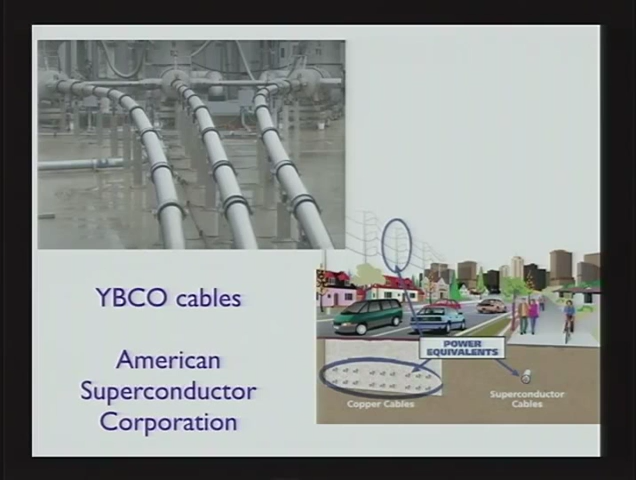 YBCO cables
American
Superconductor
Corporation
POWER
EQUIVALENTS
Copper Cables
Superconductor
Cables